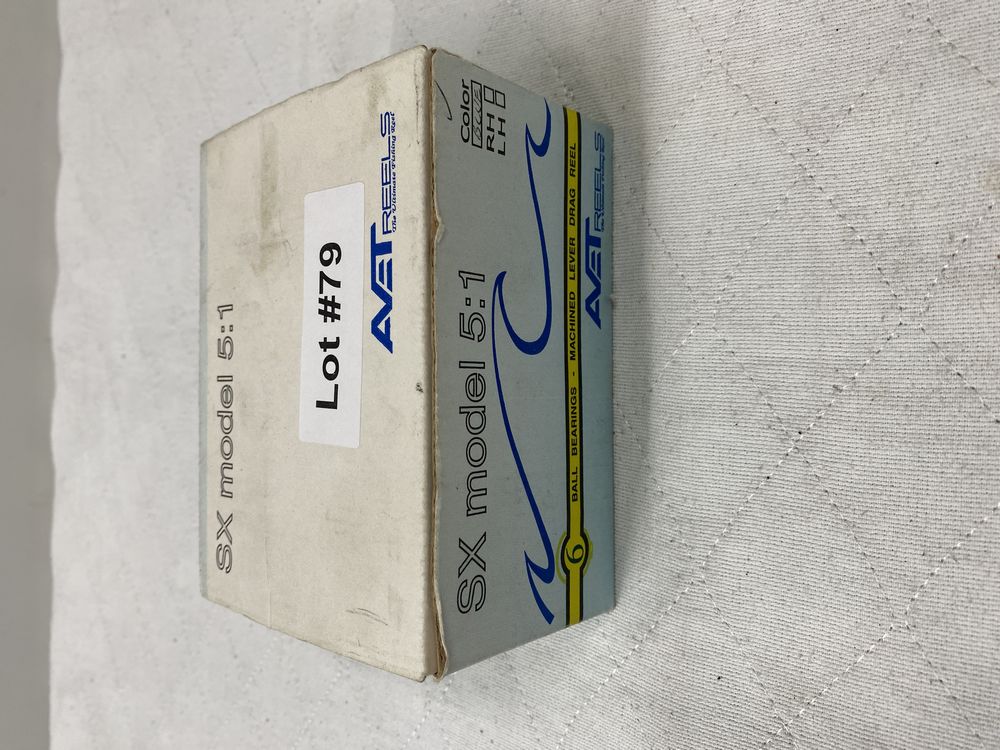 SX model 5:1
Lot #79
AVET REELS
The Ultimate Fishing Reel
SX model 5:1
Color
BLUE
RH
LH
6 BALL BEARINGS - MACHINED LEVER DRAG REEL
AVET REELS
The Ultimate Fishing Reel